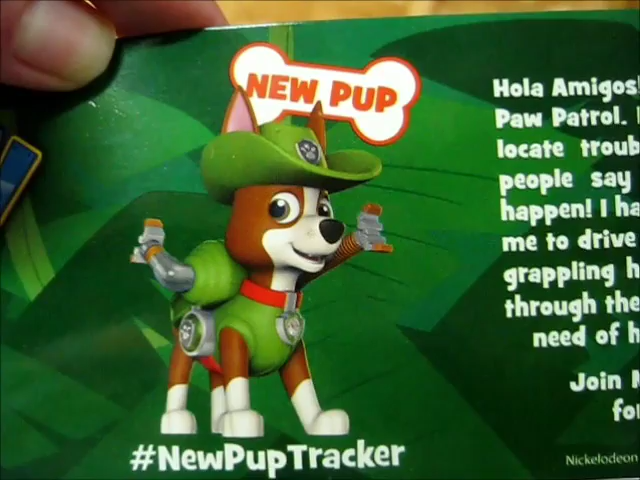 NEW PUP
Hola Amigos!
Paw Patrol.
locate troub
people say
happen! I ha
me to drive
grappling h
through the
need of h
Join
fo
#NewPupTracker
Nickelodeon